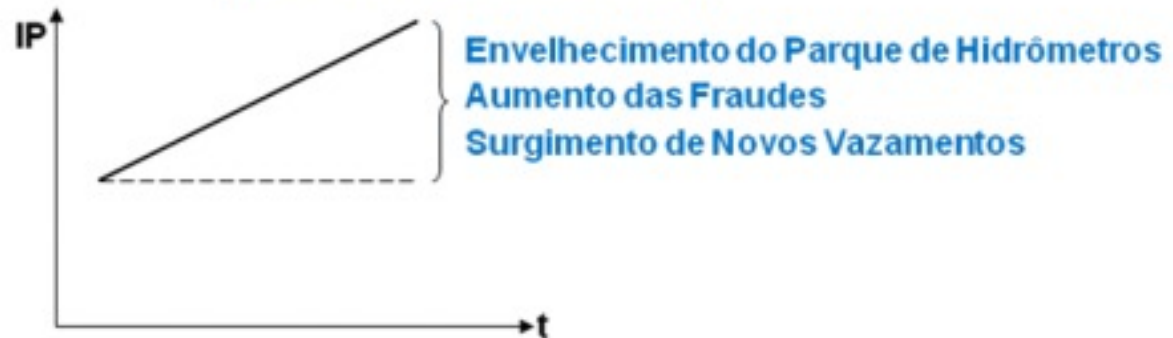 IP
Envelhecimento do Parque de Hidrômetros
Aumento das Fraudes
Surgimento de Novos Vazamentos
t